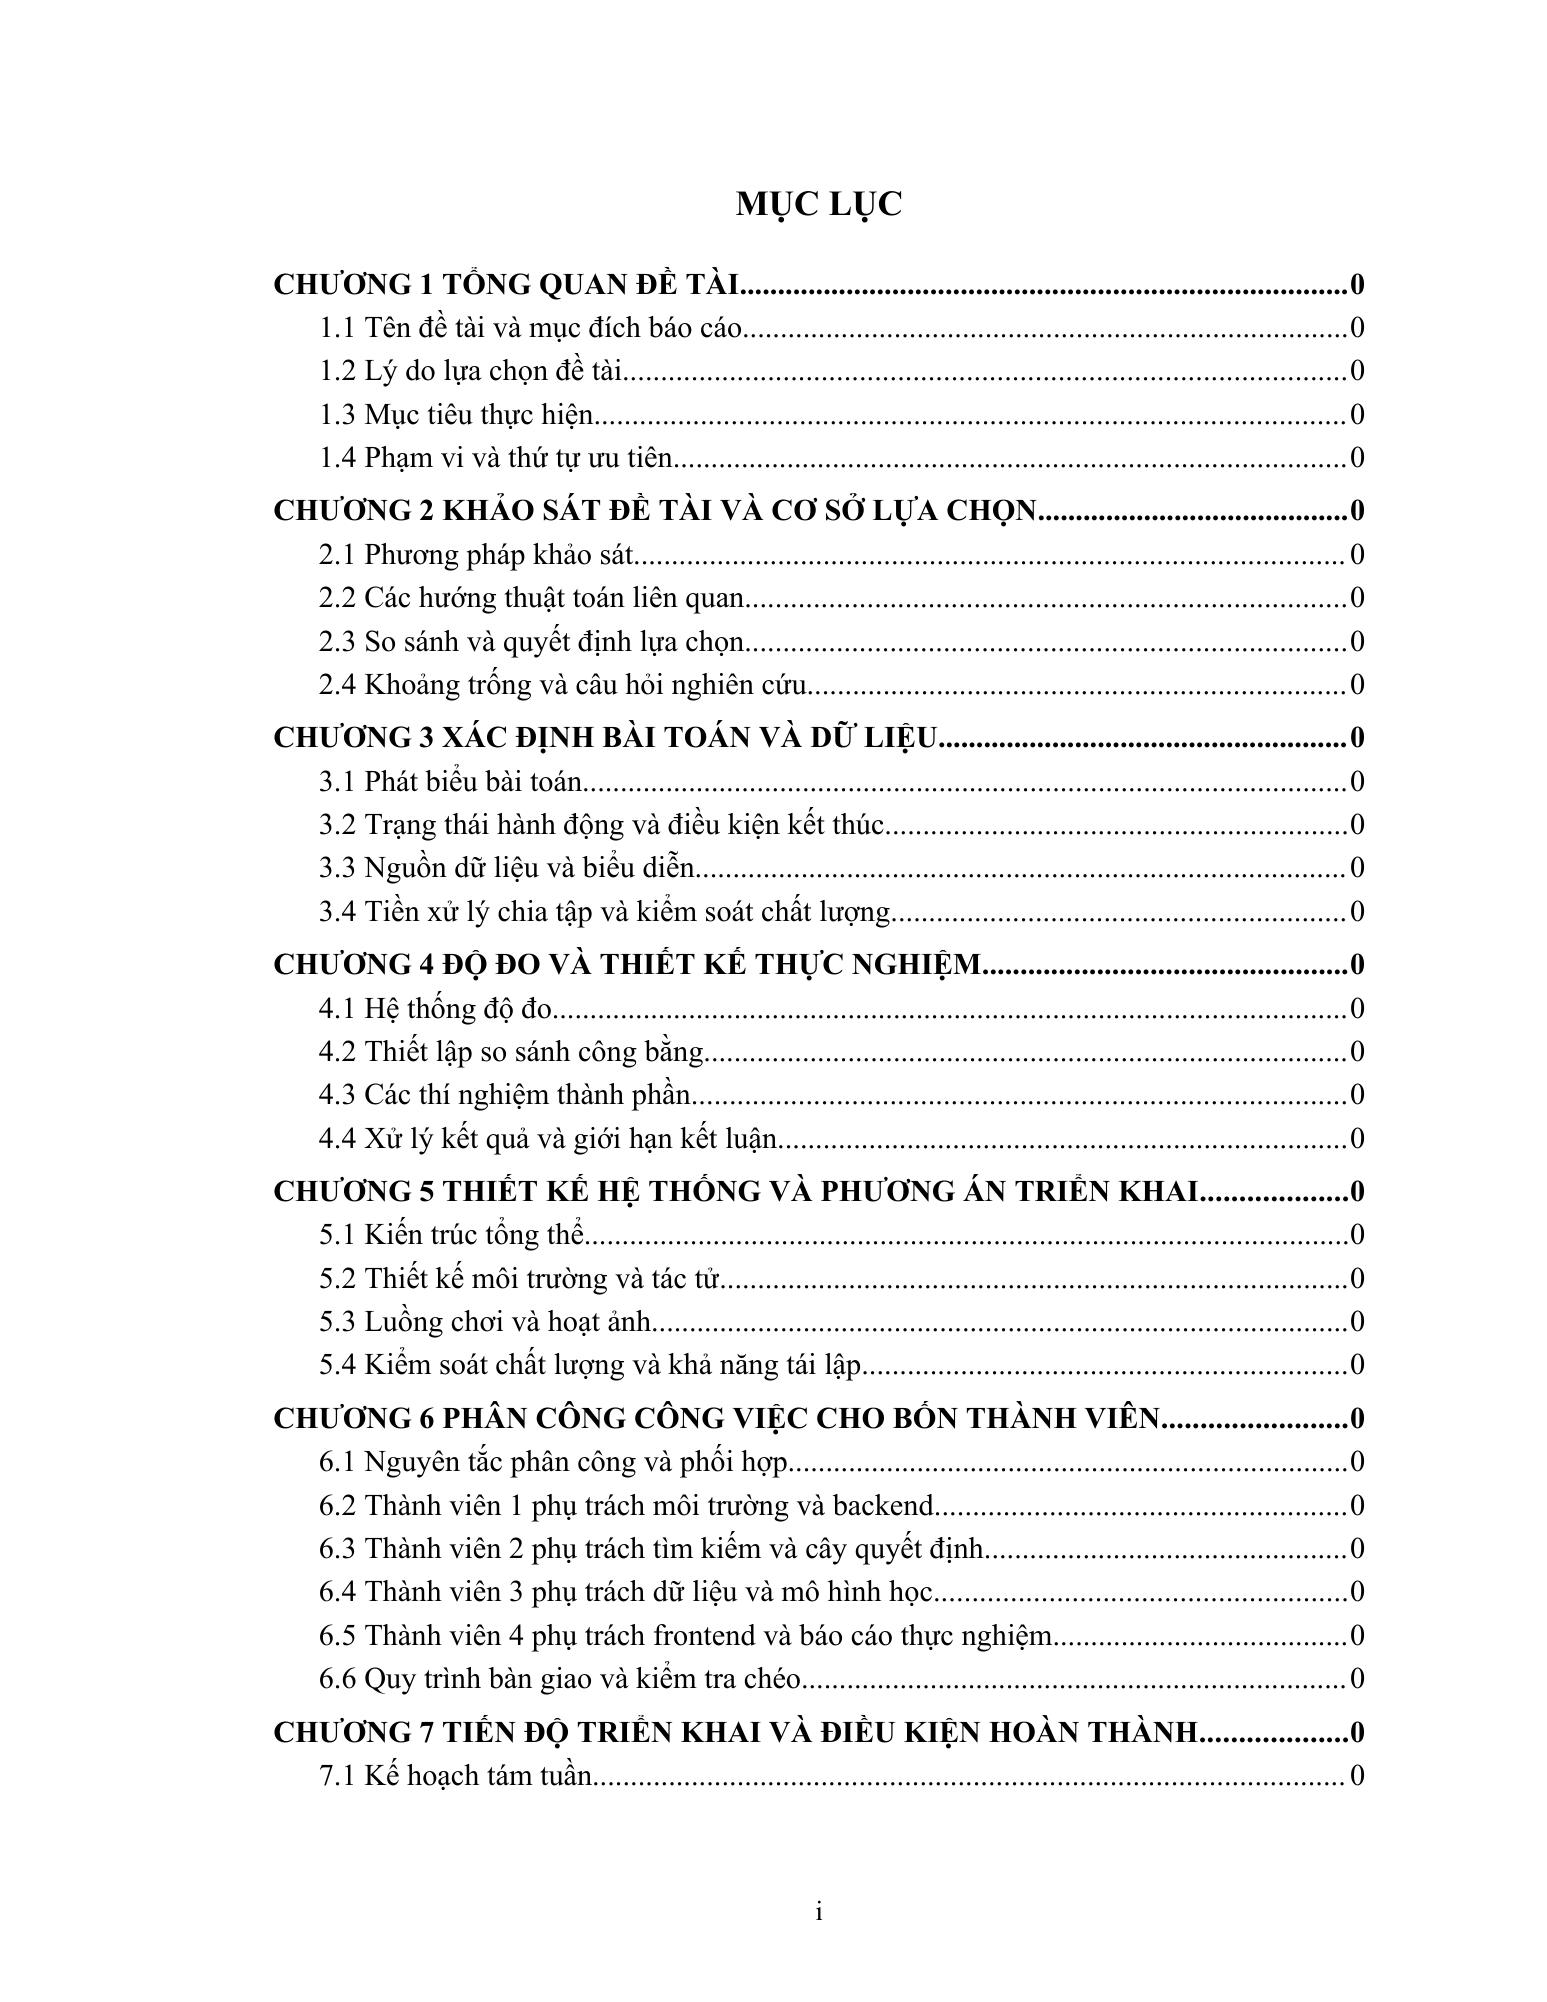 MỤC LỤC
CHƯƠNG 1 TỔNG QUAN ĐỀ TÀI................................................................................0
1.1 Tên đề tài và mục đích báo cáo...............................................................................0
1.2 Lý do lựa chọn đề tài...............................................................................................0
1.3 Mục tiêu thực hiện...................................................................................................0
1.4 Phạm vi và thứ tự ưu tiên........................................................................................0
CHƯƠNG 2 KHẢO SÁT ĐỀ TÀI VÀ CƠ SỞ LỰA CHỌN.........................................0
2.1 Phương pháp khảo sát.............................................................................................0
2.2 Các hướng thuật toán liên quan...............................................................................0
2.3 So sánh và quyết định lựa chọn...............................................................................0
2.4 Khoảng trống và câu hỏi nghiên cứu.......................................................................0
CHƯƠNG 3 XÁC ĐỊNH BÀI TOÁN VÀ DỮ LIỆU......................................................0
3.1 Phát biểu bài toán....................................................................................................0
3.2 Trạng thái hành động và điều kiện kết thúc.............................................................0
3.3 Nguồn dữ liệu và biểu diễn.....................................................................................0
3.4 Tiền xử lý chia tập và kiểm soát chất lượng............................................................0
CHƯƠNG 4 ĐỘ ĐO VÀ THIẾT KẾ THỰC NGHIỆM................................................0
4.1 Hệ thống độ đo........................................................................................................0
4.2 Thiết lập so sánh công bằng....................................................................................0
4.3 Các thí nghiệm thành phần......................................................................................0
4.4 Xử lý kết quả và giới hạn kết luận...........................................................................0
CHƯƠNG 5 THIẾT KẾ HỆ THỐNG VÀ PHƯƠNG ÁN TRIỂN KHAI....................0
5.1 Kiến trúc tổng thể....................................................................................................0
5.2 Thiết kế môi trường và tác tử..................................................................................0
5.3 Luồng chơi và hoạt ảnh...........................................................................................0
5.4 Kiểm soát chất lượng và khả năng tái lập................................................................0
CHƯƠNG 6 PHÂN CÔNG CÔNG VIỆC CHO BỐN THÀNH VIÊN.........................0
6.1 Nguyên tắc phân công và phối hợp.........................................................................0
6.2 Thành viên 1 phụ trách môi trường và backend......................................................0
6.3 Thành viên 2 phụ trách tìm kiếm và cây quyết định................................................0
6.4 Thành viên 3 phụ trách dữ liệu và mô hình học......................................................0
6.5 Thành viên 4 phụ trách frontend và báo cáo thực nghiệm.......................................0
6.6 Quy trình bàn giao và kiểm tra chéo.......................................................................0
CHƯƠNG 7 TIẾN ĐỘ TRIỂN KHAI VÀ ĐIỀU KIỆN HOÀN THÀNH....................0
7.1 Kế hoạch tám tuần...................................................................................................0
i